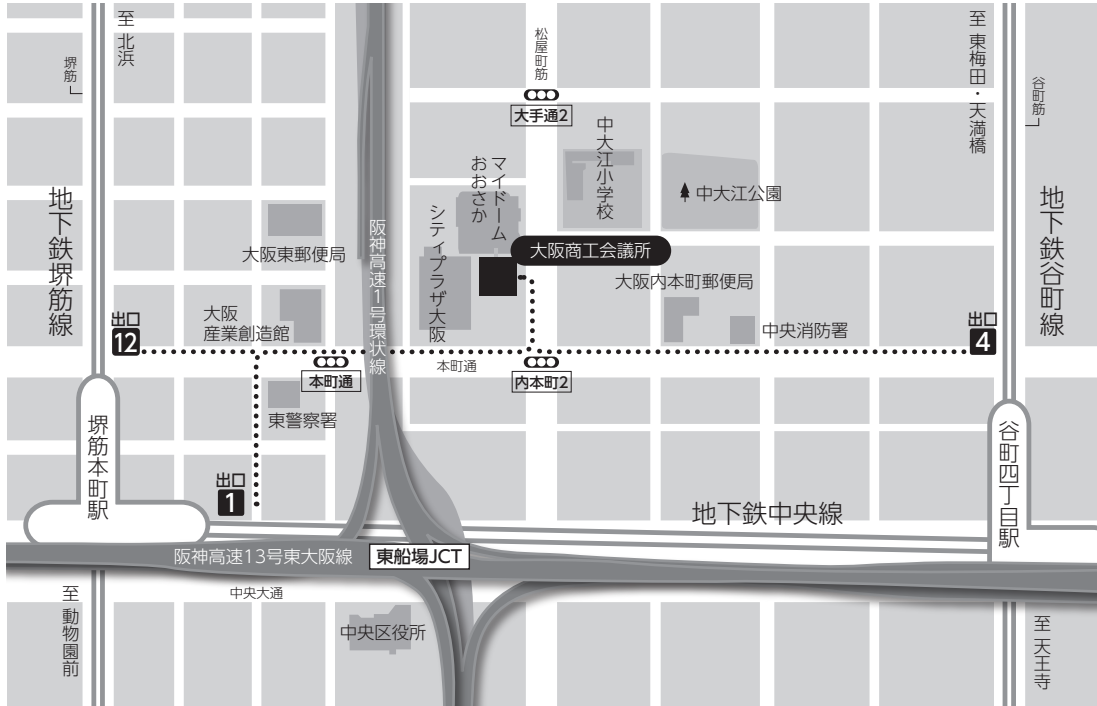 至 北浜
堺筋
松屋町筋
大手通2
至 東梅田・天満橋
谷町筋
地下鉄堺筋線
マイドーム
おおさか
中大江小学校
中大江公園
地下鉄谷町線
大阪東郵便局
阪神高速1号環状線
シティプラザ大阪
大阪商工会議所
大阪内本町郵便局
大阪
産業創造館
中央消防署
出口
12
出口
4
本町通
本町通
内本町2
東警察署
堺筋本町駅
出口
1
谷町四丁目駅
地下鉄中央線
阪神高速13号東大阪線
東船場JCT
中央大通
至 動物園前
中央区役所
至 天王寺